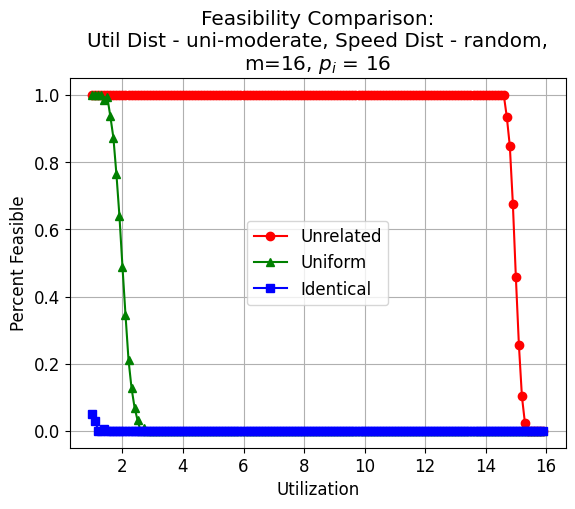 Feasibility Comparison:
Util Dist - uni-moderate, Speed Dist - random,
m=16, pᵢ = 16
1.0
0.8
0.6
0.4
0.2
0.0
Percent Feasible
Unrelated
Uniform
Identical
2 4 6 8 10 12 14 16
Utilization